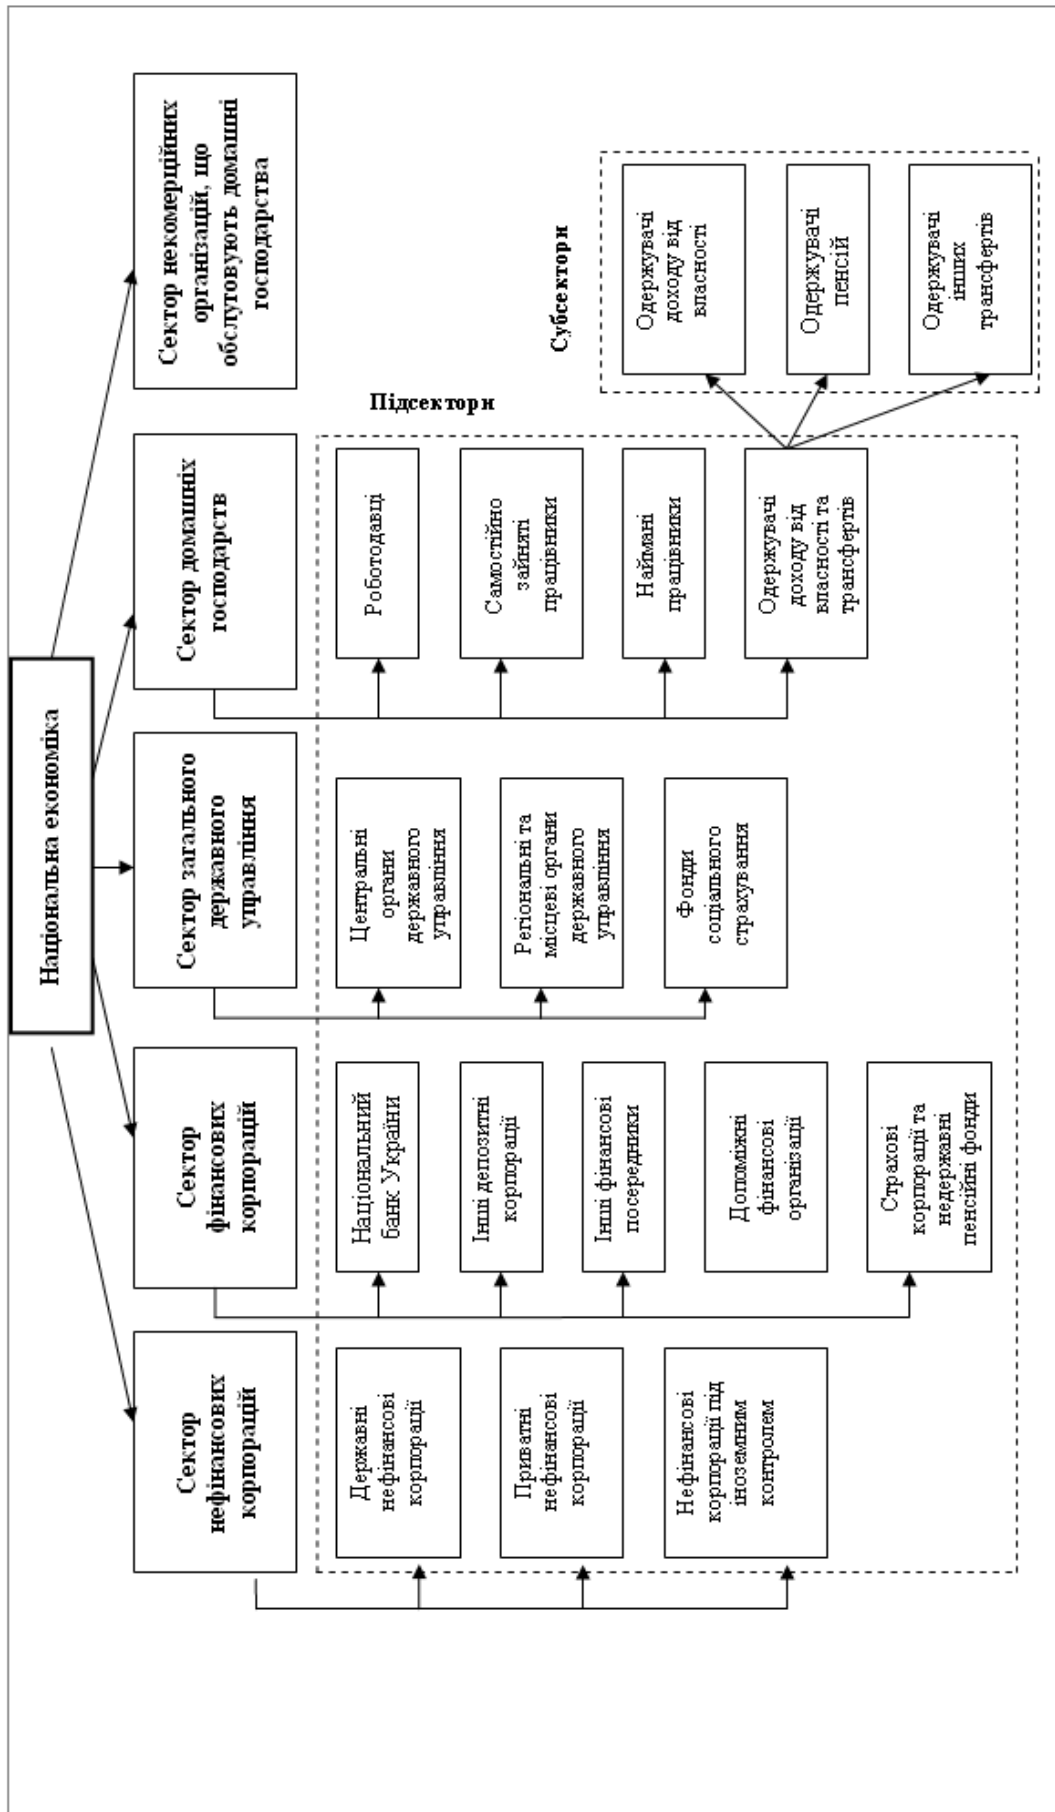 Національна економіка
Сектор
нефінансових
корпорацій
Сектор
фінансових
корпорацій
Сектор загального
державного
управління
Сектор домашніх
господарств
Сектор некомерційних
організацій, що
обслуговують домашні
господарства
Підсектори
Державні
нефінансові
корпорації
Приватні
нефінансові
корпорації
Нефінансові
корпорації під
іноземним
контролем
Національний
банк України
Інші депозитні
корпорації
Інші фінансові
посередники
Допоміжні
фінансові
організації
Страхові
корпорації та
недержавні
пенсійні фонди
Центральні
органи
державного
управління
Регіональні та
місцеві органи
державного
управління
Фонди
соціального
страхування
Роботодавці
Самостійно
зайняті
працівники
Наймані
працівники
Одержувачі
доходу від
власності та
трансфертів
Субсектори
Одержувачі
доходу від
власності
Одержувачі
пенсій
Одержувачі
інших
трансфертів